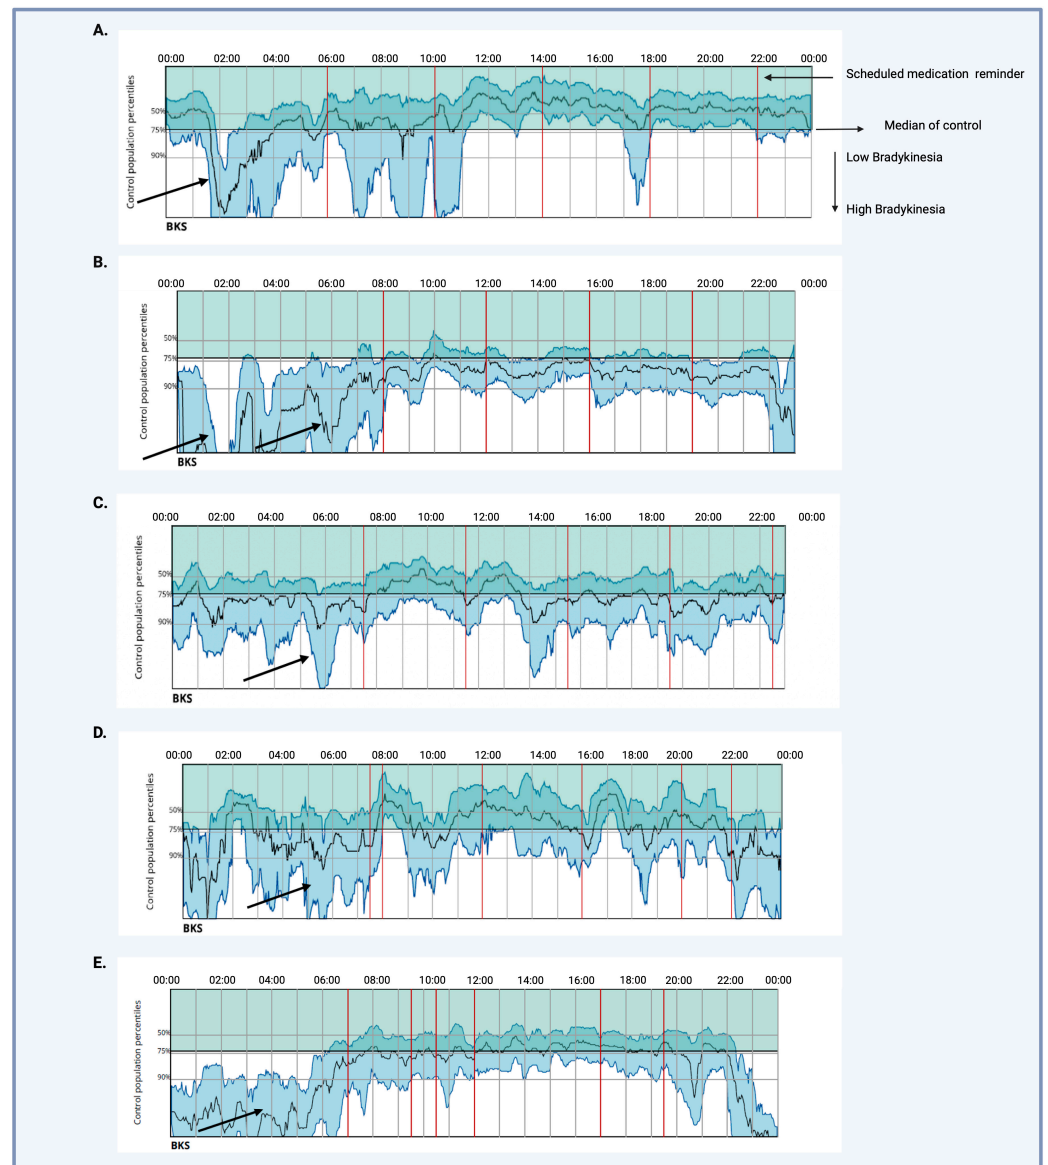 A.
00:00 02:00 04:00 06:00 08:00 10:00 12:00 14:00 16:00 18:00 20:00 22:00 00:00
Scheduled medication reminder
Control population percentiles
50%
75%
Median of control
90%
Low Bradykinesia
High Bradykinesia
BKS
B.
00:00 02:00 04:00 06:00 08:00 10:00 12:00 14:00 16:00 18:00 20:00 22:00 00:00
Control population percentiles
50%
75%
90%
BKS
C.
00:00 02:00 04:00 06:00 08:00 10:00 12:00 14:00 16:00 18:00 20:00 22:00 00:00
Control population percentiles
50%
75%
90%
BKS
D.
00:00 02:00 04:00 06:00 08:00 10:00 12:00 14:00 16:00 18:00 20:00 22:00 00:00
Control population percentiles
50%
75%
90%
BKS
E.
00:00 02:00 04:00 06:00 08:00 10:00 12:00 14:00 16:00 18:00 20:00 22:00 00:00
Control population percentiles
50%
75%
90%
BKS